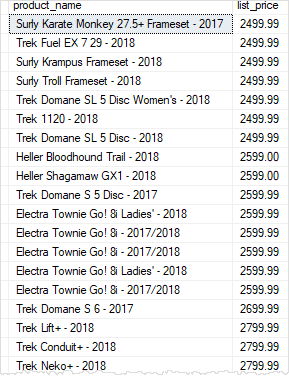 product_name list_price
Surly Karate Monkey 27.5+ Frameset - 2017 2499.99
Trek Fuel EX 7 29 - 2018 2499.99
Surly Krampus Frameset - 2018 2499.99
Surly Troll Frameset - 2018 2499.99
Trek Domane SL 5 Disc Women's - 2018 2499.99
Trek 1120 - 2018 2499.99
Trek Domane SL 5 Disc - 2018 2499.99
Heller Bloodhound Trail - 2018 2599.00
Heller Shagamaw GX1 - 2018 2599.00
Trek Domane S 5 Disc - 2017 2599.99
Electra Townie Go! 8i Ladies' - 2018 2599.99
Electra Townie Go! 8i - 2017/2018 2599.99
Electra Townie Go! 8i - 2017/2018 2599.99
Electra Townie Go! 8i Ladies' - 2018 2599.99
Electra Townie Go! 8i - 2017/2018 2599.99
Trek Domane S 6 - 2017 2699.99
Trek Lift+ - 2018 2799.99
Trek Conduit+ - 2018 2799.99
Trek Neko+ - 2018 2799.99